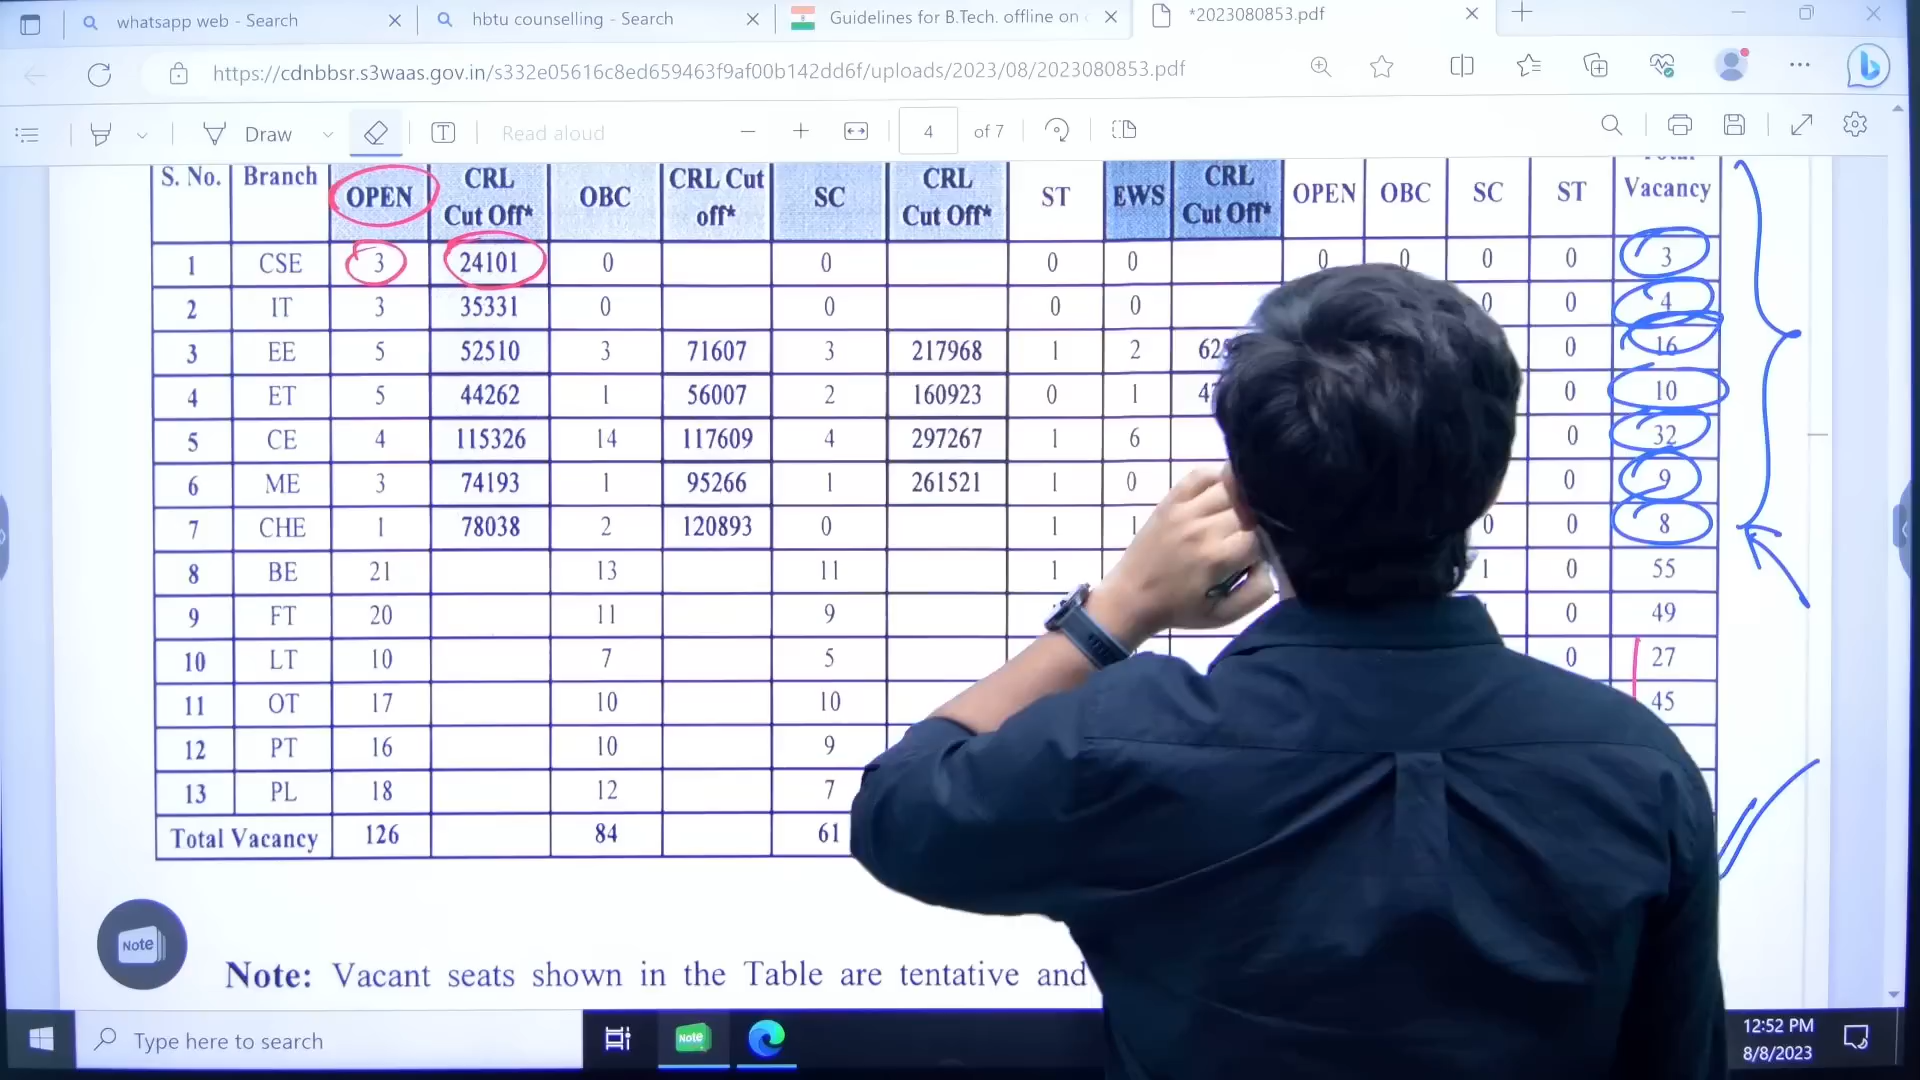 whatsapp web - Search
hbtu counselling - Search
Guidelines for B.Tech. offline on
*2023080853.pdf
https://cdnbbsr.s3waas.gov.in/s332e05616c8ed659463f9af00b142dd6f/uploads/2023/08/2023080853.pdf
Draw
Read aloud
4 of 7
S. No. Branch OPEN CRL Cut Off* OBC CRL Cut off* SC CRL Cut Off* ST EWS CRL Cut Off* OPEN OBC SC ST Total Vacancy
1 CSE 3 24101 0 0 0 0 0 0 0 0 3
2 IT 3 35331 0 0 0 0 0 0 4
3 EE 5 52510 3 71607 3 217968 1 2 0 16
4 ET 5 44262 1 56007 2 160923 0 1 0 10
5 CE 4 115326 14 117609 4 297267 1 6 0 32
6 ME 3 74193 1 95266 1 261521 1 0 0 9
7 CHE 1 78038 2 120893 0 1 1 0 0 8
8 BE 21 13 11 1 1 0 55
9 FT 20 11 9 0 49
10 LT 10 7 5 0 27
11 OT 17 10 10 45
12 PT 16 10 9
13 PL 18 12 7
Total Vacancy 126 84 61
Note
Note: Vacant seats shown in the Table are tentative and
Type here to search
Note
12:52 PM
8/8/2023